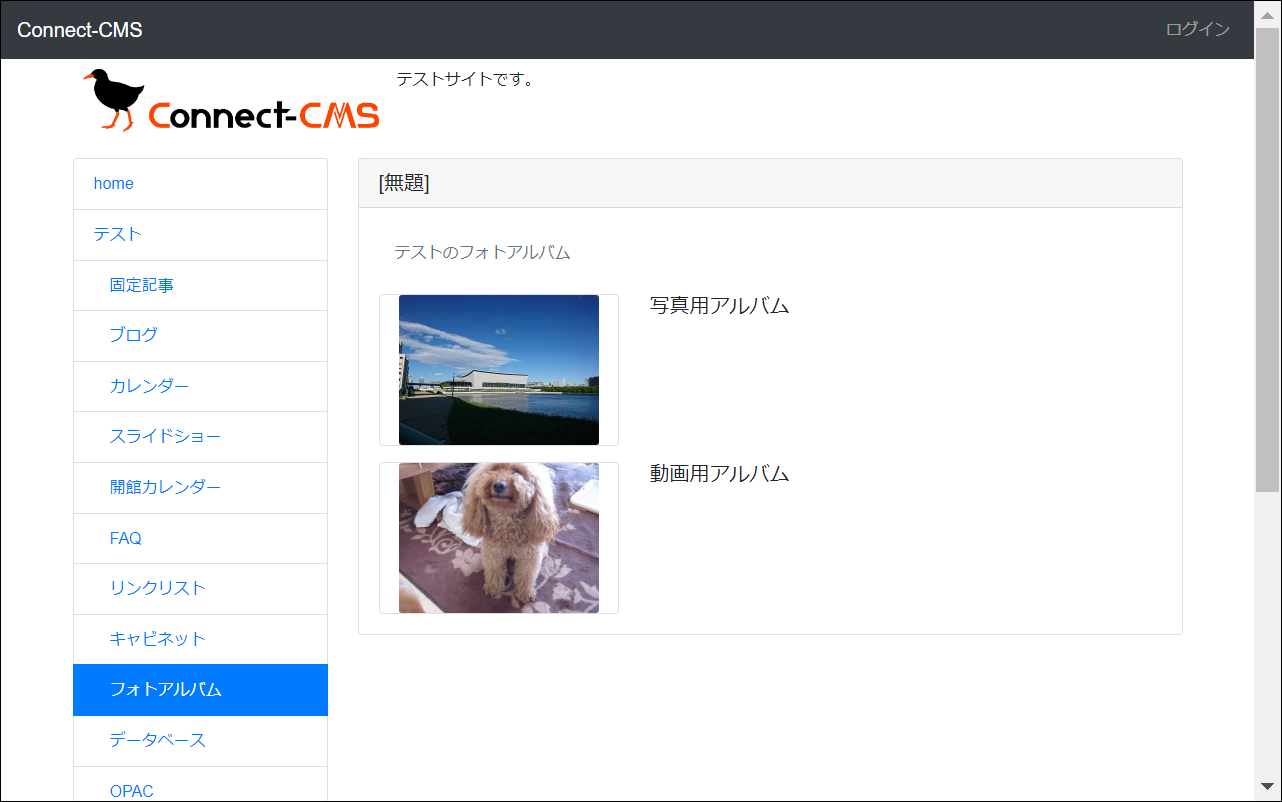 Connect-CMS
ログイン
Connect-CMS
テストサイトです。
home
テスト
固定記事
ブログ
カレンダー
スライドショー
開館カレンダー
FAQ
リンクリスト
キャビネット
フォトアルバム
データベース
OPAC
[無題]
テストのフォトアルバム
写真用アルバム
動画用アルバム